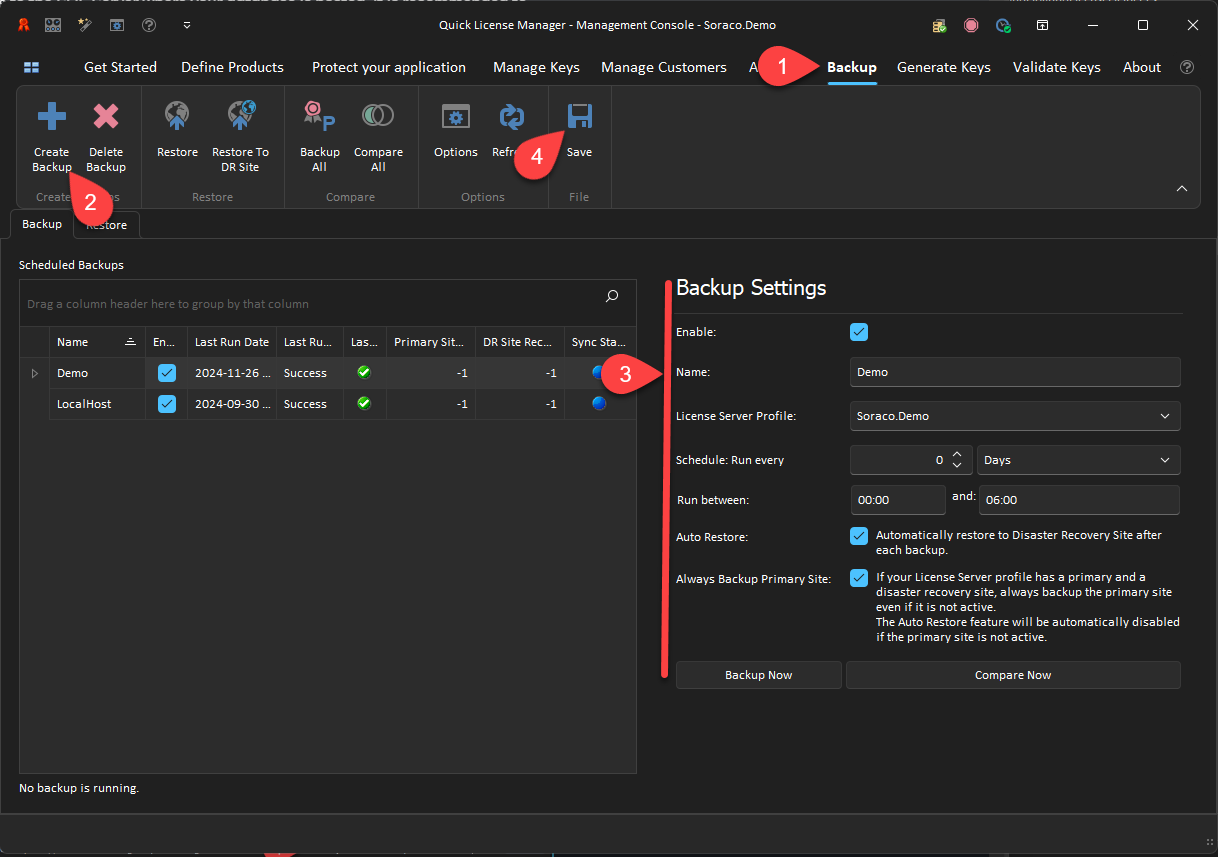 Quick License Manager - Management Console - Soraco.Demo
Get Started Define Products Protect your application Manage Keys Manage Customers A 1 Backup Generate Keys Validate Keys About
Create Backup
Delete Backup
Restore
Restore To DR Site
Backup All
Compare All
Options
Refr
4
Save
Create
ns
Restore
Compare
Options
File
2
Backup
Restore
Scheduled Backups
Drag a column header here to group by that column
Name En... Last Run Date Last Ru... Las... Primary Sit... DR Site Rec... Sync Sta...
Demo 2024-11-26 ... Success -1 -1
LocalHost 2024-09-30 ... Success -1 -1
No backup is running.
3
Backup Settings
Enable:
Name: Demo
License Server Profile: Soraco.Demo
Schedule: Run every 0 Days
Run between: 00:00 and: 06:00
Auto Restore: Automatically restore to Disaster Recovery Site after
each backup.
Always Backup Primary Site: If your License Server profile has a primary and a
disaster recovery site, always backup the primary site
even if it is not active.
The Auto Restore feature will be automatically disabled
if the primary site is not active.
Backup Now Compare Now